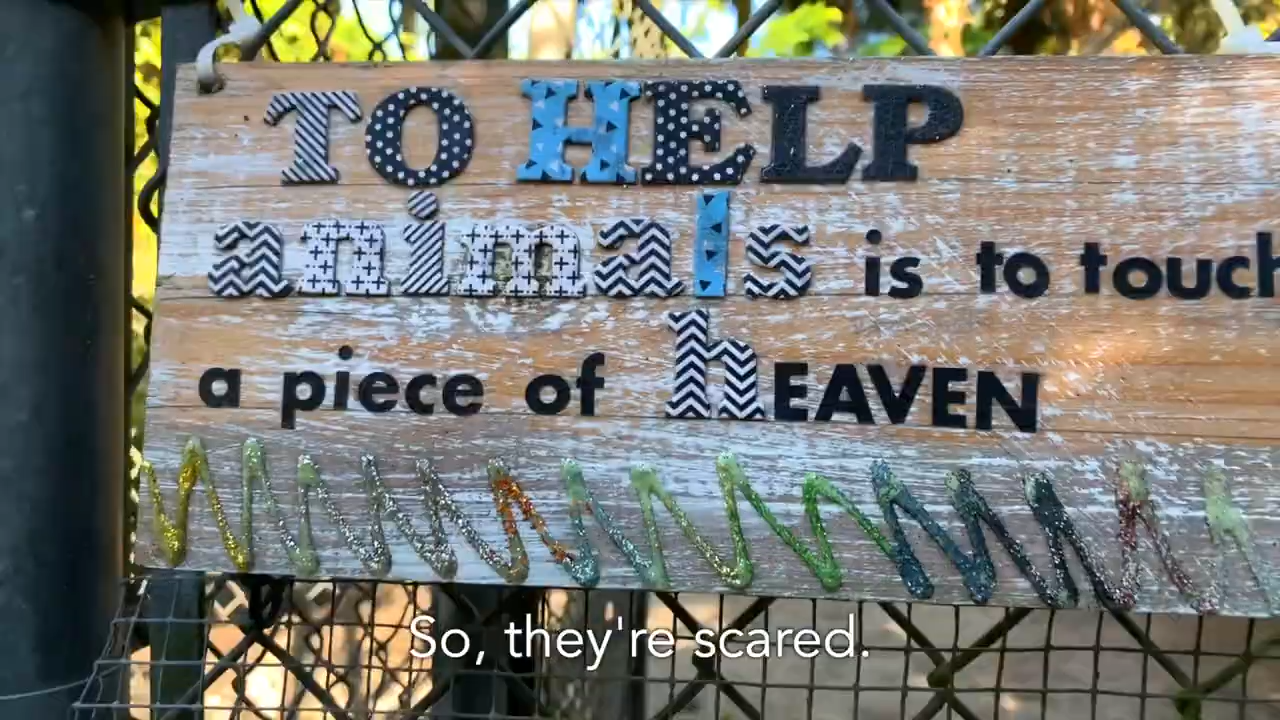 TO HELP
animals is to touch
a piece of hEAVEN
So, they're scared.